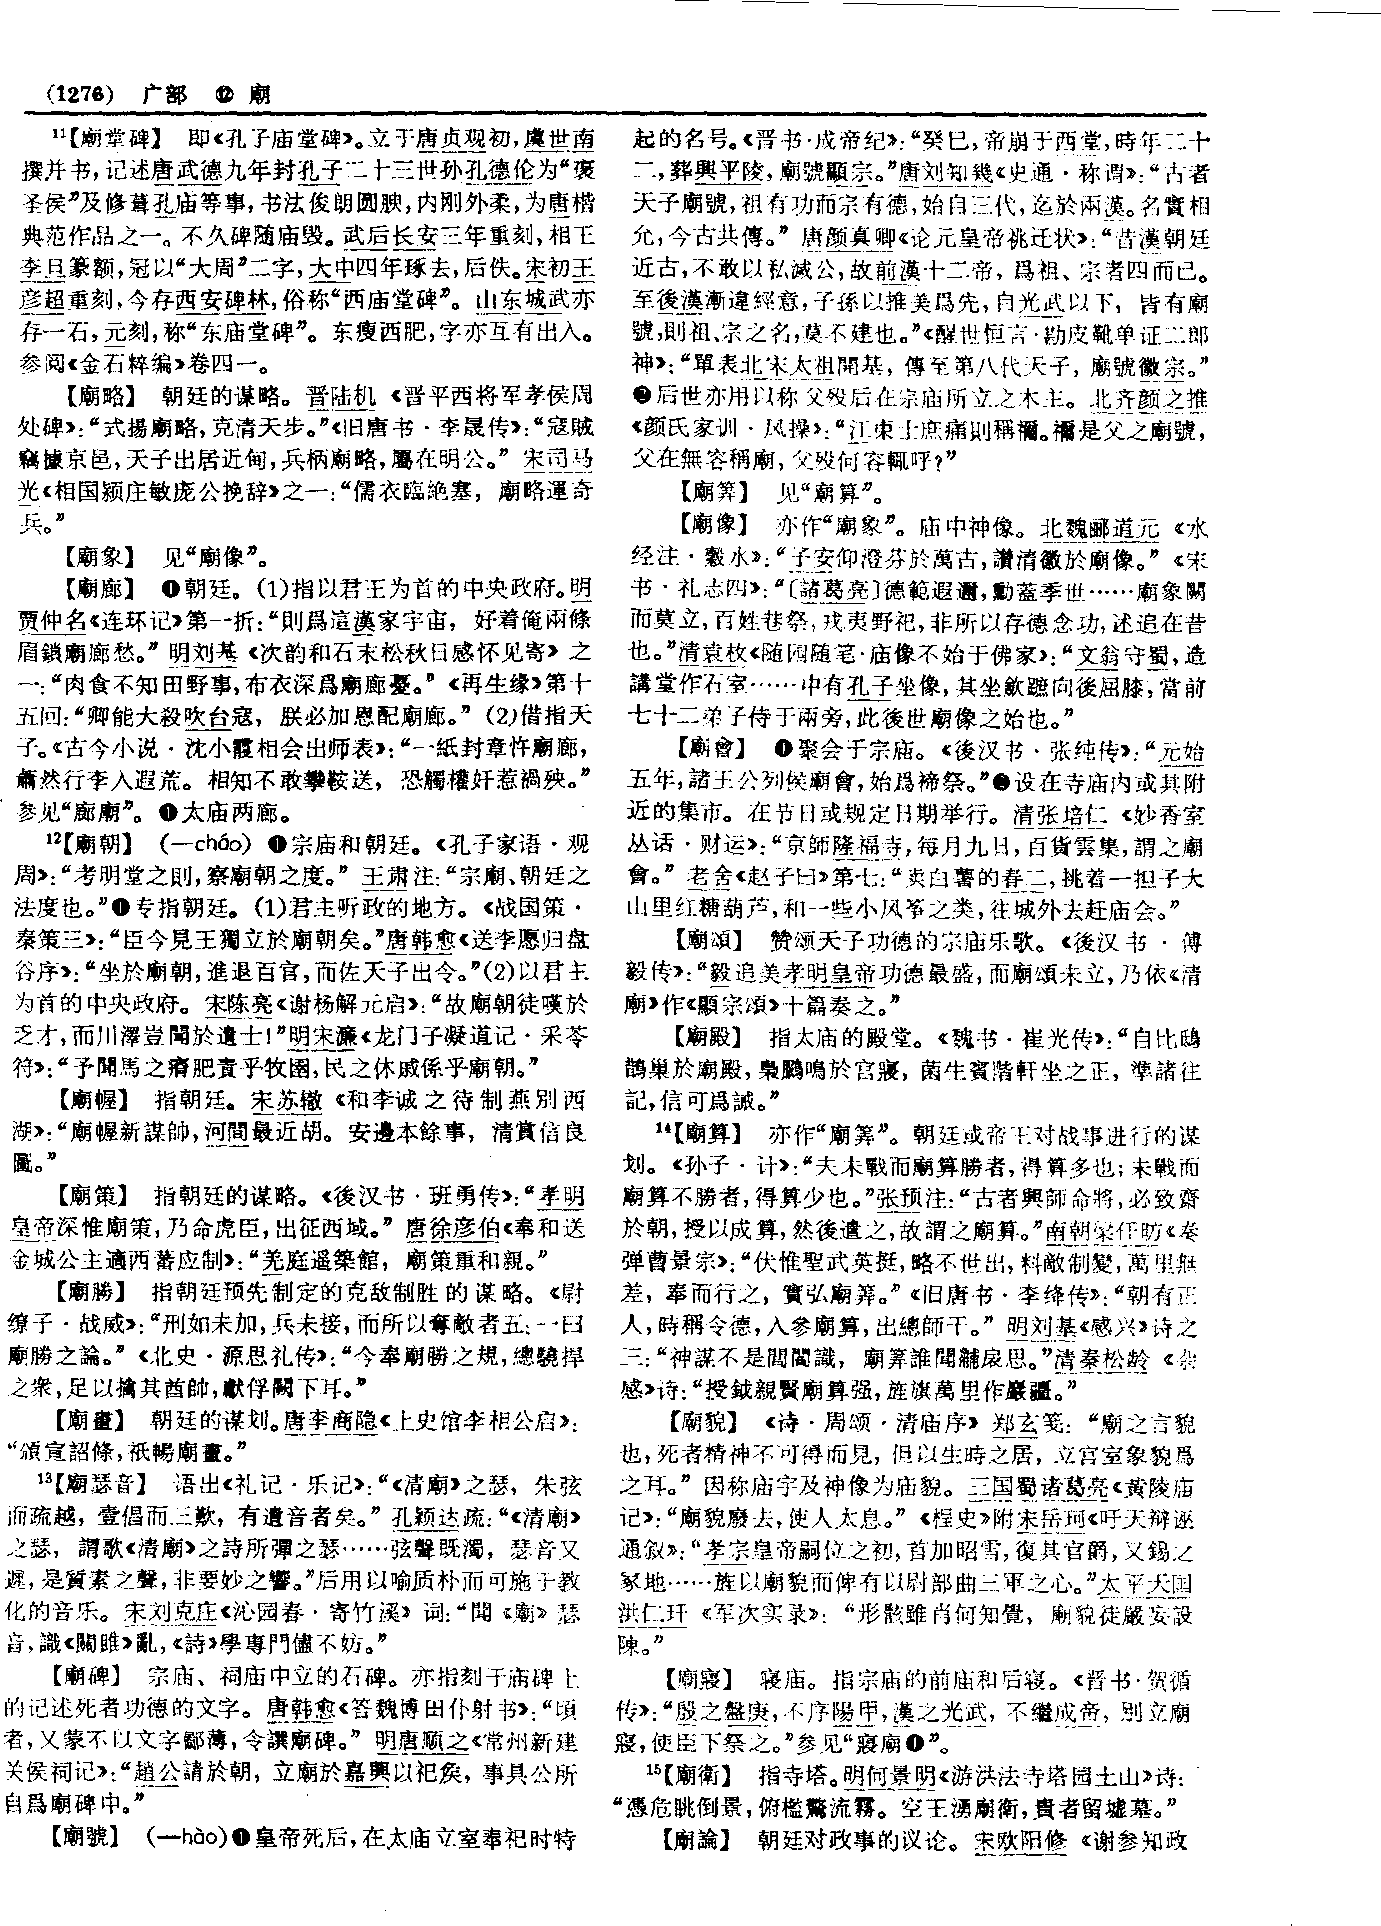 (1276) 广部 ⑫ 廟
11【廟堂碑】 即《孔子庙堂碑》。立于唐贞观初，虞世南
撰并书，记述唐武德九年封孔子二十三世孙孔德伦为“褒
圣侯”及修葺孔庙等事，书法俊朗圆腴，内刚外柔，为唐楷
典范作品之一。不久碑随庙毁。武后长安三年重刻，相王
李旦篆额，冠以“大周”二字，大中四年琢去，后佚。宋初王
彦超重刻，今存西安碑林，俗称“西庙堂碑”。山东城武亦
存一石，元刻，称“东庙堂碑”。东瘦西肥，字亦互有出入。
参阅《金石粹编》卷四一。
【廟略】 朝廷的谋略。晋陆机《晋平西将军孝侯周
处碑》：“式揚廟略，克清天步。”《旧唐书·李晟传》：“寇賊
竊據京邑，天子出居近甸，兵柄廟略，屬在明公。”宋司马
光《相国颍庄敏庞公挽辞》之一：“儒衣臨絶塞，廟略運奇
兵。”
【廟象】 见“廟像”。
【廟廊】 ❶朝廷。(1)指以君王为首的中央政府。明
贾仲名《连环记》第一折：“則爲這漢家宇宙，好着俺兩條
眉鎖廟廊愁。”明刘基《次韵和石末松秋日感怀见寄》之
一：“肉食不知田野事，布衣深爲廟廊憂。”《再生缘》第十
五回：“卿能大殺吹台寇，朕必加恩配廟廊。”(2)借指天
子。《古今小说·沈小霞相会出师表》：“一紙封章忤廟廊，
蕭然行李入遐荒。相知不敢攀鞍送，恐觸權奸惹禍殃。”
参见“廊廟”。❶太庙两廊。
12【廟朝】 (—cháo) ❶宗庙和朝廷。《孔子家语·观
周》：“考明堂之則，察廟朝之度。”王肃注：“宗廟、朝廷之
法度也。”❶专指朝廷。(1)君主听政的地方。《战国策·
秦策三》：“臣今見王獨立於廟朝矣。”唐韩愈《送李愿归盘
谷序》：“坐於廟朝，進退百官，而佐天子出令。”(2)以君主
为首的中央政府。宋陈亮《谢杨解元启》：“故廟朝徒嘆於
乏才，而川澤豈聞於遺士！”明宋濂《龙门子凝道记·采苓
符》：“予聞馬之瘠肥責乎牧圉，民之休戚係乎廟朝。”
【廟幄】 指朝廷。宋苏辙《和李诚之待制燕别西
湖》：“廟幄新謀帥，河間最近胡。安邊本餘事，清賞信良
圖。”
【廟策】 指朝廷的谋略。《後汉书·班勇传》：“孝明
皇帝深惟廟策，乃命虎臣，出征西域。”唐徐彦伯《奉和送
金城公主適西蕃应制》：“羌庭遥築館，廟策重和親。”
【廟勝】 指朝廷预先制定的克敌制胜的谋略。《尉
缭子·战威》：“刑如未加，兵未接，而所以奪敵者五：一曰
廟勝之論。”《北史·源思礼传》：“今奉廟勝之規，總驍捍
之衆，足以擒其酋帥，獻俘闕下耳。”
【廟畫】 朝廷的谋划。唐李商隐《上史馆李相公启》：
“頒宣詔條，祇暢廟畫。”
13【廟瑟音】 语出《礼记·乐记》：“《清廟》之瑟，朱弦
而疏越，壹倡而三歎，有遺音者矣。”孔颖达疏：“《清廟》
之瑟，謂歌《清廟》之詩所彈之瑟……弦聲既濁，瑟音又
遲，是質素之聲，非要妙之響。”后用以喻质朴而可施于教
化的音乐。宋刘克庄《沁园春·寄竹溪》词：“聞《廟》瑟
音，識《關雎》亂，《詩》學專門儘不妨。”
【廟碑】 宗庙、祠庙中立的石碑。亦指刻于庙碑上
的记述死者功德的文字。唐韩愈《答魏博田仆射书》：“頃
者，又蒙不以文字鄙薄，令譔廟碑。”明唐顺之《常州新建
关侯祠记》：“趙公請於朝，立廟於嘉興以祀矦，事具公所
自爲廟碑中。”
【廟號】 (—hào)❶皇帝死后，在太庙立室奉祀时特
起的名号。《晋书·成帝纪》：“癸巳，帝崩于西堂，時年二十
二，葬興平陵，廟號顯宗。”唐刘知幾《史通·称谓》：“古者
天子廟號，祖有功而宗有德，始自三代，迄於兩漢。名實相
允，今古共傳。”唐颜真卿《论元皇帝祧迁状》：“昔漢朝廷
近古，不敢以私滅公，故前漢十二帝，爲祖、宗者四而已。
至後漢漸違經意，子孫以推美爲先，自光武以下，皆有廟
號，則祖、宗之名，莫不建也。”《醒世恒言·勘皮靴单证二郎
神》：“單表北宋太祖開基，傳至第八代天子，廟號徽宗。”
❷后世亦用以称父殁后在宗庙所立之木主。北齐颜之推
《颜氏家训·风操》：“江東士庶痛則稱禰。禰是父之廟號，
父在無容稱廟，父殁何容輒呼？”
【廟筭】 见“廟算”。
【廟像】 亦作“廟象”。庙中神像。北魏郦道元《水
经注·穀水》：“子安仰澄芬於萬古，讚清徽於廟像。”《宋
书·礼志四》：“〔諸葛亮〕德範遐邇，勳蓋季世……廟象闕
而莫立，百姓巷祭，戎夷野祀，非所以存德念功，述追在昔
也。”清袁枚《随园随笔·庙像不始于佛家》：“文翁守蜀，造
講堂作石室……中有孔子坐像，其坐歛蹠向後屈膝，當前
七十二弟子侍于兩旁，此後世廟像之始也。”
【廟會】 ❶聚会于宗庙。《後汉书·张纯传》：“元始
五年，諸王公列侯廟會，始爲禘祭。”❷设在寺庙内或其附
近的集市。在节日或规定日期举行。清张培仁《妙香室
丛话·财运》：“京師隆福寺，每月九日，百貨雲集，謂之廟
會。”老舍《赵子曰》第七：“卖白薯的春二，挑着一担子大
山里红糖葫芦，和一些小风筝之类，往城外去赶庙会。”
【廟頌】 赞颂天子功德的宗庙乐歌。《後汉书·傅
毅传》：“毅追美孝明皇帝功德最盛，而廟頌未立，乃依《清
廟》作《顯宗頌》十篇奏之。”
【廟殿】 指太庙的殿堂。《魏书·崔光传》：“自比鴟
鵲巢於廟殿，梟鵩鳴於宫寢，菌生賓階軒坐之正，準諸往
記，信可爲誡。”
14【廟算】 亦作“廟筭”。朝廷或帝王对战事进行的谋
划。《孙子·计》：“夫未戰而廟算勝者，得算多也；未戰而
廟算不勝者，得算少也。”张预注：“古者興師命將，必致齋
於朝，授以成算，然後遣之，故謂之廟算。”南朝梁任昉《奏
弹曹景宗》：“伏惟聖武英挺，略不世出，料敵制變，萬里無
差，奉而行之，實弘廟筭。”《旧唐书·李绛传》：“朝有正
人，時稱令德，入參廟算，出總師干。”明刘基《感兴》诗之
三：“神謀不是閭閻識，廟筭誰聞黼扆思。”清秦松龄《杂
感》诗：“授鉞親賢廟算强，旌旗萬里作嚴疆。”
【廟貌】 《诗·周颂·清庙序》郑玄笺：“廟之言貌
也，死者精神不可得而見，但以生時之居，立宫室象貌爲
之耳。”因称庙宇及神像为庙貌。三国蜀诸葛亮《黄陵庙
记》：“廟貌廢去，使人太息。”《桯史》附宋岳珂《吁天辩诬
通叙》：“孝宗皇帝嗣位之初，首加昭雪，復其官爵，又錫之
冢地……旌以廟貌而俾有以慰部曲三軍之心。”太平天囯
洪仁玕《军次实录》：“形骸雖肖何知覺，廟貌徒嚴妄設
陳。”
【廟寢】 寝庙。指宗庙的前庙和后寝。《晋书·贺循
传》：“殷之盤庚，不序陽甲，漢之光武，不繼成帝，别立廟
寢，使臣下祭之。”参见“寢廟❶”。
15【廟衛】 指寺塔。明何景明《游洪法寺塔园土山》诗：
“憑危眺倒景，俯檻驚流霧。空王湧廟衛，貴者留墟墓。”
【廟論】 朝廷对政事的议论。宋欧阳修《谢参知政